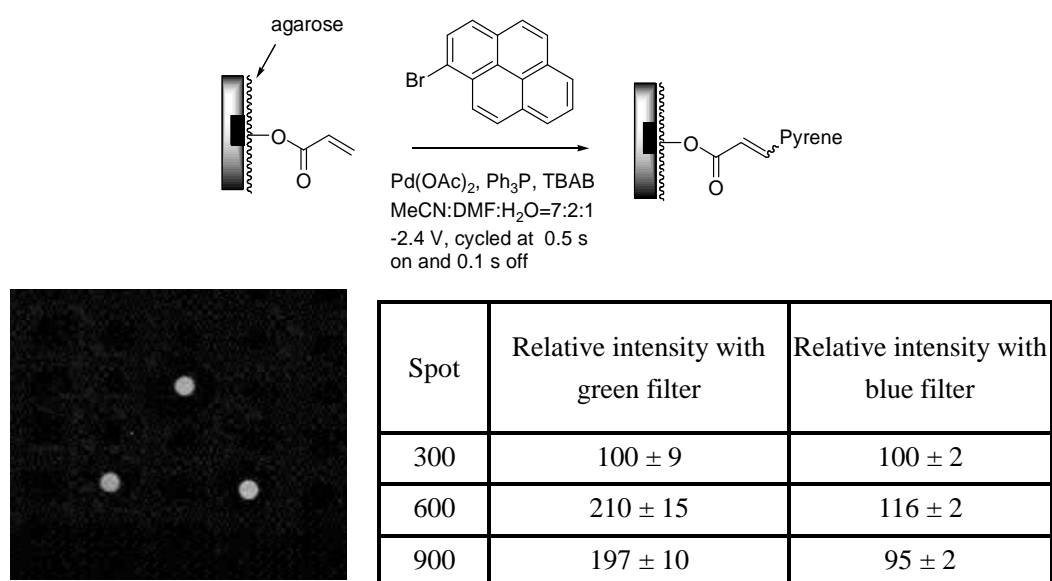 agarose
Br
O
O
Pd(OAc)₂, Ph₃P, TBAB
MeCN:DMF:H₂O=7:2:1
-2.4 V, cycled at 0.5 s
on and 0.1 s off
O
O
Pyrene
Spot
Relative intensity with
green filter
Relative intensity with
blue filter
300
100 ± 9
100 ± 2
600
210 ± 15
116 ± 2
900
197 ± 10
95 ± 2